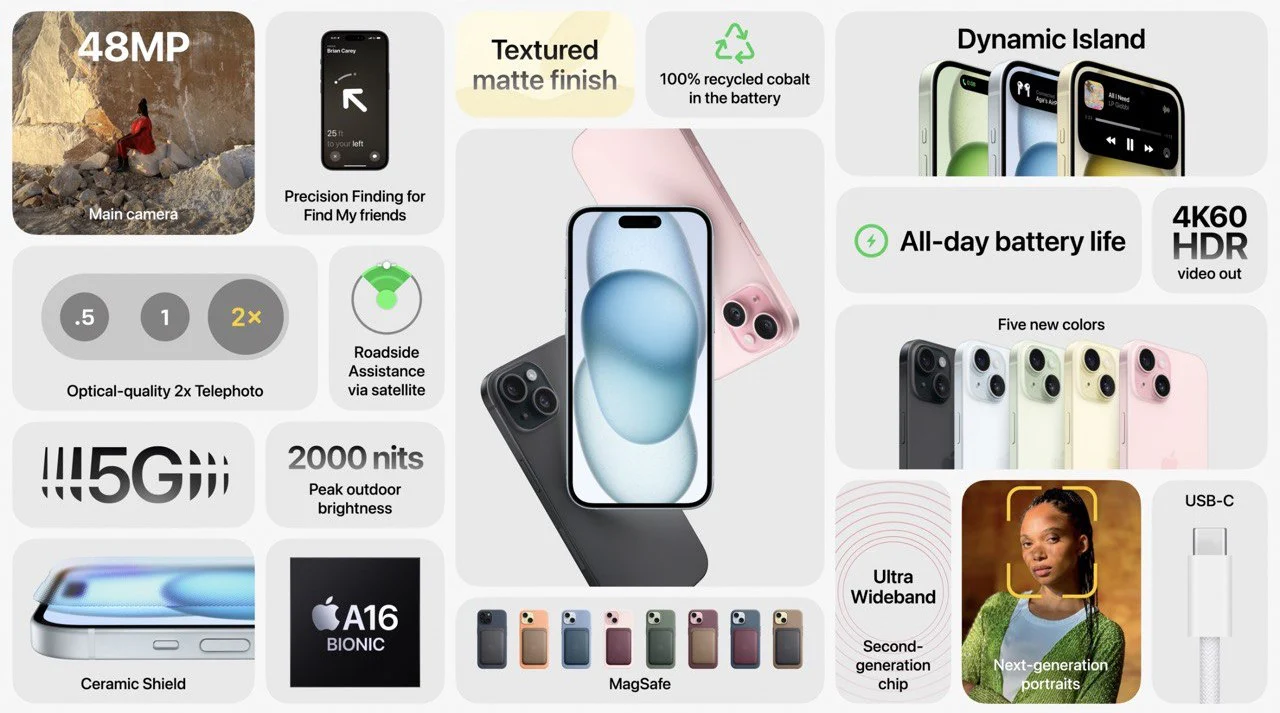 48MP
Main camera
Brian Carey
25 ft
to your left
Precision Finding for
Find My friends
Textured
matte finish
100% recycled cobalt
in the battery
Dynamic Island
All I Need
All-day battery life
4K60
HDR
video out
.5
1
2×
Optical-quality 2x Telephoto
Roadside
Assistance
via satellite
Five new colors
5G
2000 nits
Peak outdoor
brightness
Ceramic Shield
A16
BIONIC
MagSafe
Ultra
Wideband
Second-
generation
chip
Next-generation
portraits
USB-C